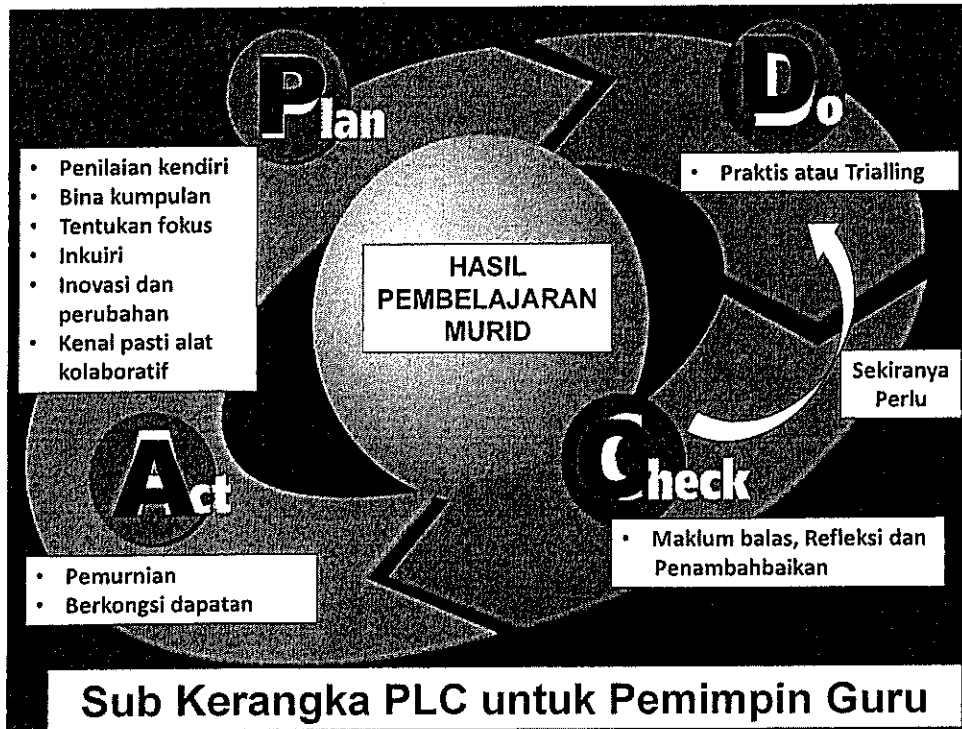 Plan
• Penilaian kendiri
• Bina kumpulan
• Tentukan fokus
• Inkuiri
• Inovasi dan
perubahan
• Kenal pasti alat
kolaboratif
Do
• Praktis atau Trialling
HASIL
PEMBELAJARAN
MURID
Sekiranya
Perlu
Check
• Maklum balas, Refleksi dan
Penambahbaikan
Act
• Pemurnian
• Berkongsi dapatan
Sub Kerangka PLC untuk Pemimpin Guru